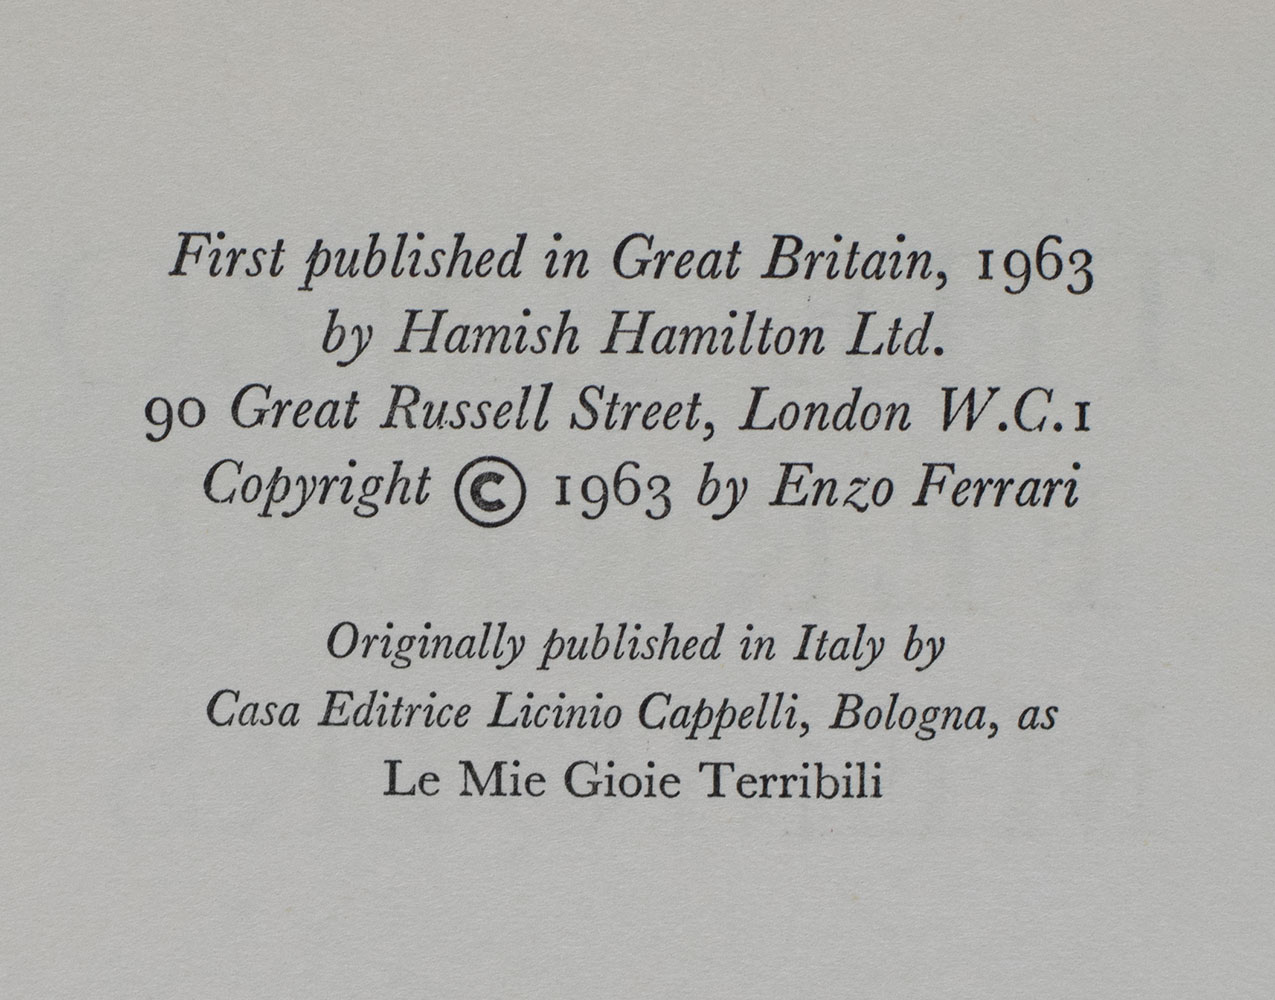 First published in Great Britain, 1963
by Hamish Hamilton Ltd.
90 Great Russell Street, London W.C.1
Copyright © 1963 by Enzo Ferrari
Originally published in Italy by
Casa Editrice Licinio Cappelli, Bologna, as
Le Mie Gioie Terribili